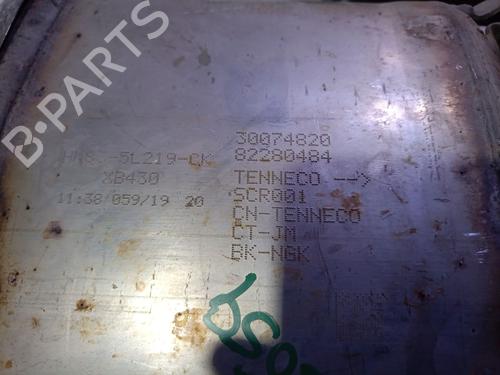 B-PARTS
5L219-CK
XB430
11:38/059/19 20
30074820
82280484
TENNECO -->
SCR001
CN-TENNECO
CT-JM
BK-NGK